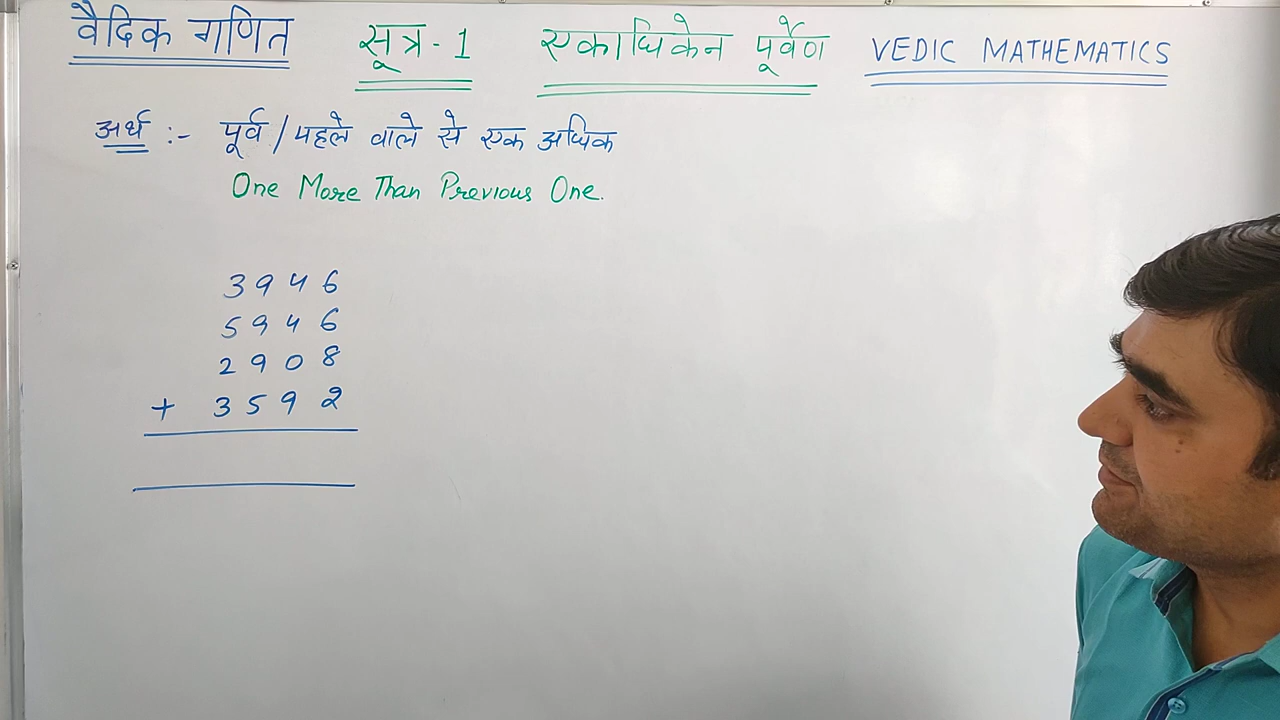 वैदिक गणित सूत्र - 1 एकाधिकेन पूर्वेण VEDIC MATHEMATICS
अर्थ :- पूर्व / पहले वाले से एक अधिक
One More Than Previous One.
3 9 4 6
5 9 4 6
2 9 0 8
+ 3 5 9 2